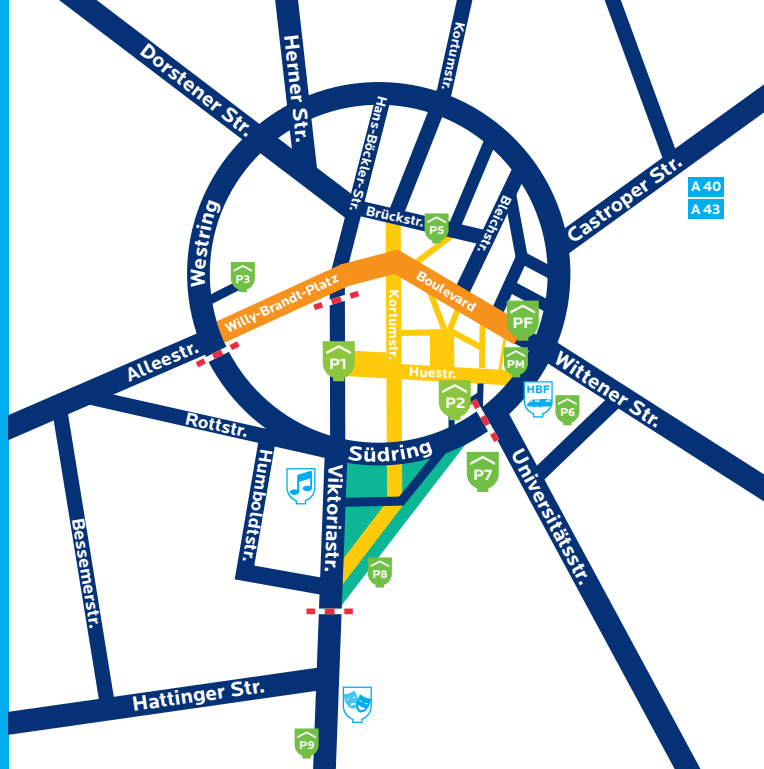 Dorstener Str.
Herner Str.
Kortumstr.
Hans-Böckler-Str.
Castroper Str.
A 40
A 43
Westring
Brückstr.
P5
Bleichstr.
P3
Willy-Brandt-Platz
Boulevard
Kortumstr.
PF
P1
Huestr.
PM
Alleestr.
P2
HBF
P6
Wittener Str.
Rottstr.
Südring
P7
Humboldtstr.
Viktoriastr.
Universitätsstr.
Bessemerstr.
P8
Hattinger Str.
P9